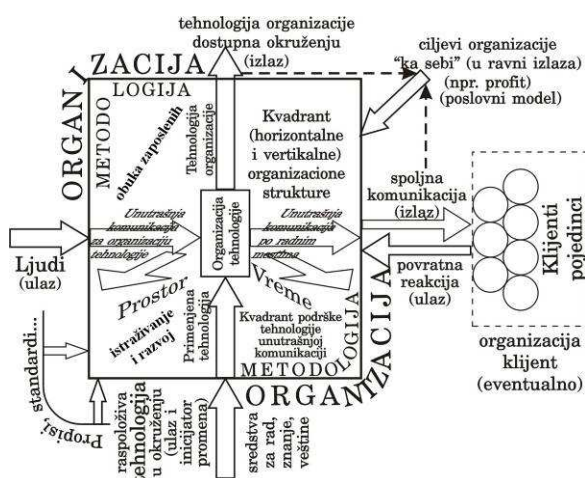 tehnologija organizacije
dostupna okruženju
(izlaz)
ciljevi organizacije
“ka sebi” (u ravni izlaza)
(npr. profit)
(poslovni model)
ORGANIZACIJA
METODOLOGIJA
obuka zaposlenih
Tehnologija
organizacije
Kvadrant
(horizontalne
i vertikalne)
organizacione
strukture
spoljna
komunikacija
(izlaz)
Unutrašnja
komunikacija
za organizaciju
tehnologije
Organizacija
tehnologije
Unutrašnja
komunikacija
po radnim
mestima
Klijenti
pojedinci
Ljudi
(ulaz)
povratna
reakcija
(ulaz)
Prostor
Vreme
istraživanje
i razvoj
Primenjena
tehnologija
Kvadrant podrške
tehnologije
unutrašnjoj
komunikaciji
METODOLOGIJA
ORGANIZACIJA
organizacija
klijent
(eventualno)
Propisi, standardi...
raspoloživa
tehnologija
u okruženju
(ulaz i
inicijator
promena)
sredstva
za rad,
znanje,
veštine